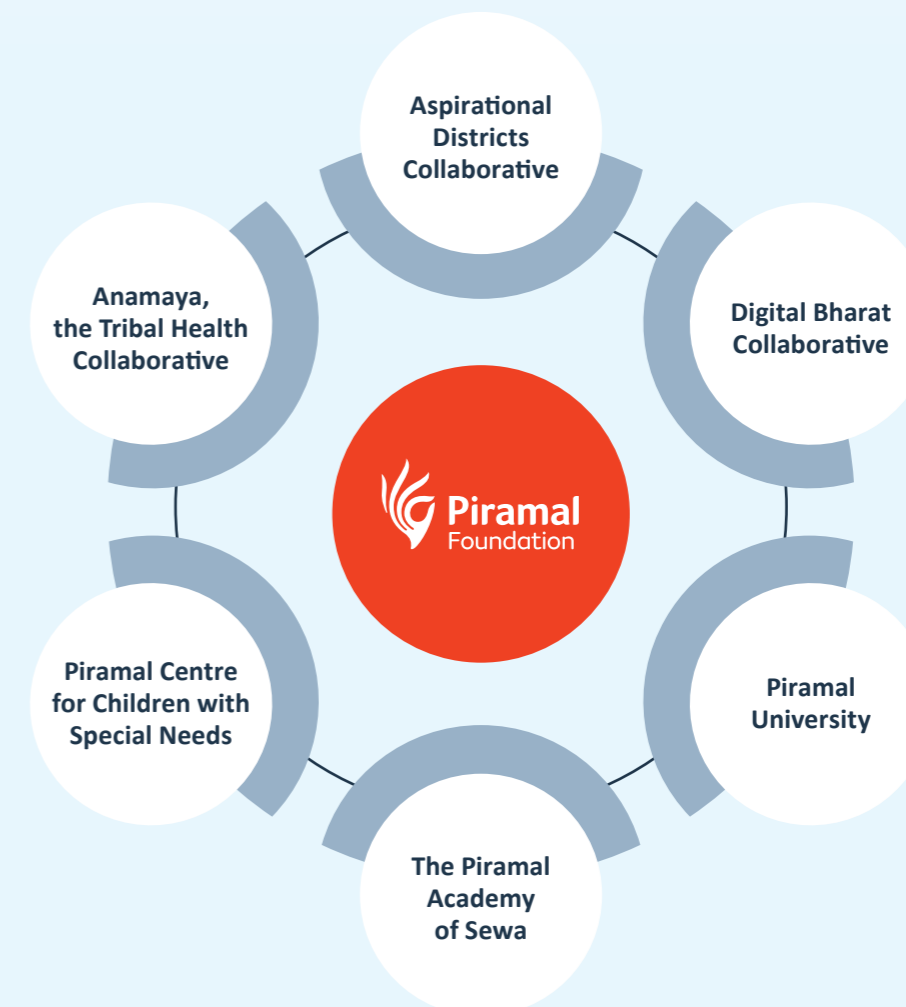 Aspirational
Districts
Collaborative
Digital Bharat
Collaborative
Piramal
University
The Piramal
Academy
of Sewa
Piramal Centre
for Children with
Special Needs
Anamaya,
the Tribal Health
Collaborative
Piramal
Foundation